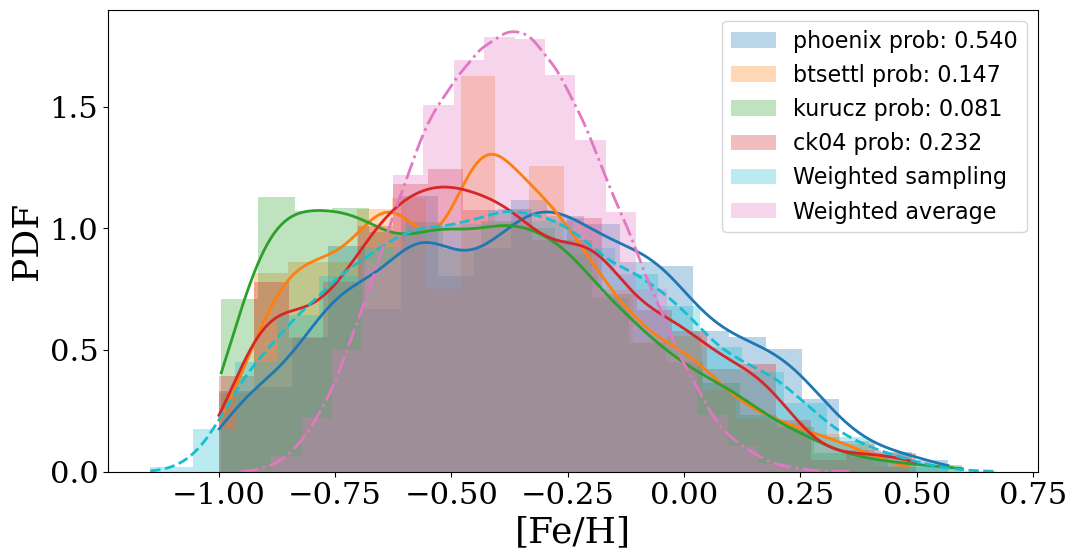 phoenix prob: 0.540
btsettl prob: 0.147
kurucz prob: 0.081
ck04 prob: 0.232
Weighted sampling
Weighted average
PDF
1.5
1.0
0.5
0.0
−1.00 −0.75 −0.50 −0.25 0.00 0.25 0.50 0.75
[Fe/H]